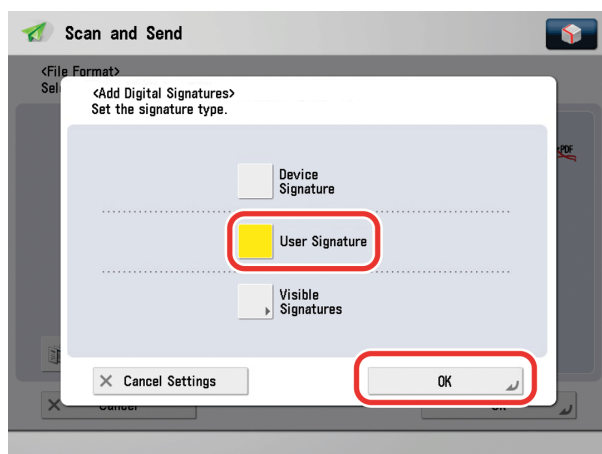 Scan and Send
<File Format>
Sel
<Add Digital Signatures>
Set the signature type.
PDF
Device
Signature
User Signature
Visible
Signatures
Cancel Settings
OK
Cancel
OK